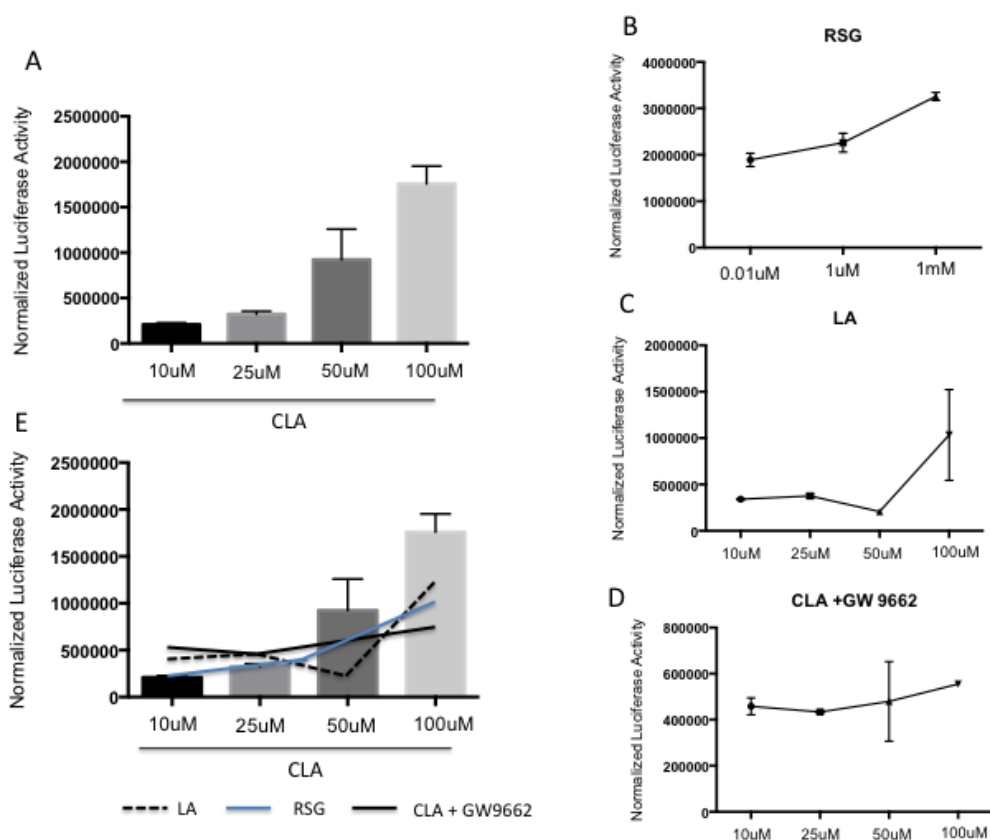 A
Normalized Luciferase Activity
2500000
2000000
1500000
1000000
500000
0
10uM 25uM 50uM 100uM
CLA
B
RSG
Normalized Luciferase Activity
4000000
3000000
2000000
1000000
0
0.01uM 1uM 1mM
C
LA
Normalized Luciferase Activity
2000000
1500000
1000000
500000
0
10uM 25uM 50uM 100uM
D
CLA +GW 9662
Normalized Luciferase Activity
800000
600000
400000
200000
0
10uM 25uM 50uM 100uM
E
Normalized Luciferase Activity
2500000
2000000
1500000
1000000
500000
0
10uM 25uM 50uM 100uM
CLA
LA RSG CLA + GW9662